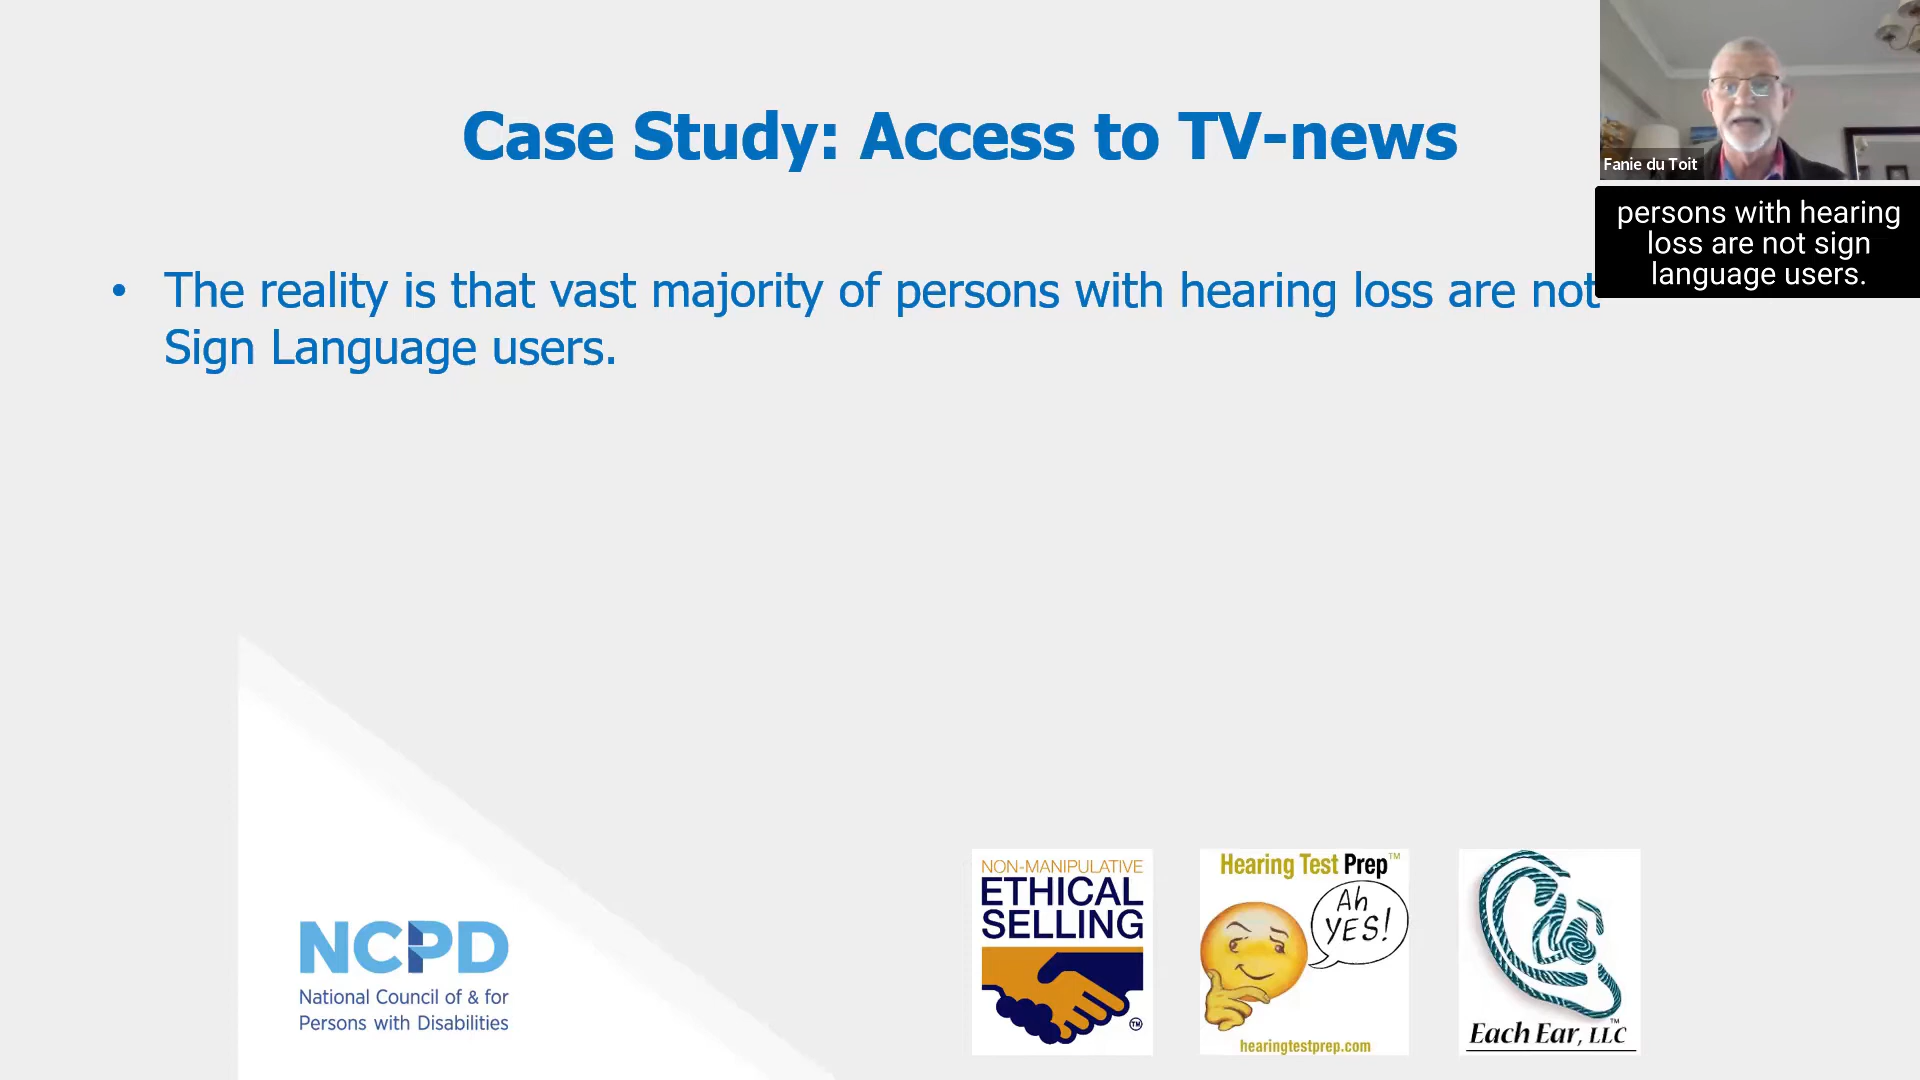 Case Study: Access to TV-news
Fanie du Toit
persons with hearing
loss are not sign
language users.
• The reality is that vast majority of persons with hearing loss are not
Sign Language users.
NCPD
National Council of & for
Persons with Disabilities
NON-MANIPULATIVE
ETHICAL
SELLING
TM
Hearing Test Prep™
Ah
YES!
hearingtestprep.com
Each Ear, LLC™